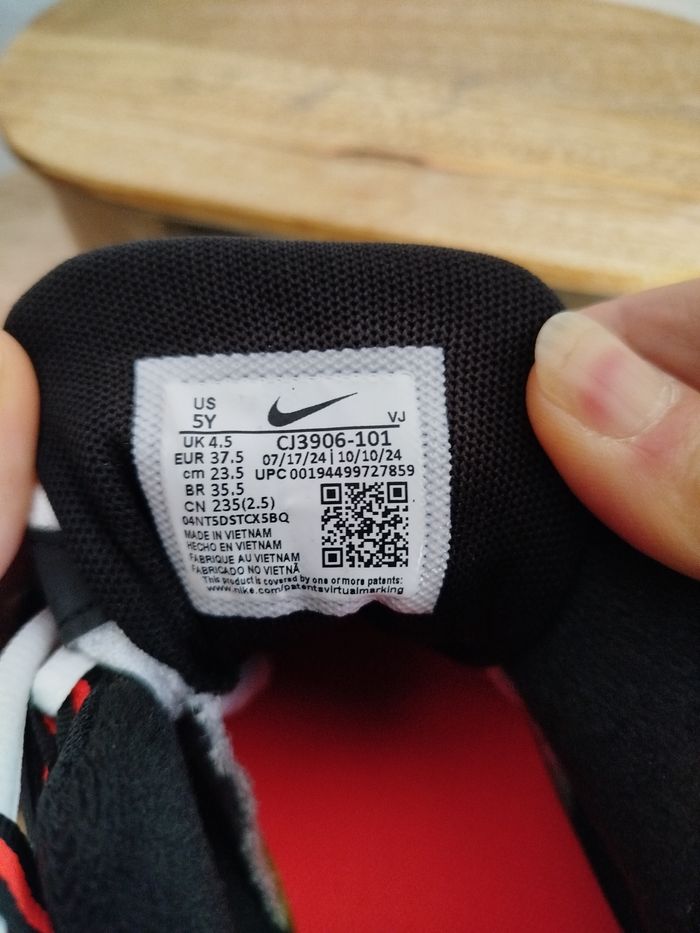 US
5Y
VJ
UK 4.5
CJ3906-101
EUR 37.5
07/17/24 | 10/10/24
cm 23.5
UPC 00194499727859
BR 35.5
CN 235(2.5)
04NT5DSTCX5BQ
MADE IN VIETNAM
HECHO EN VIETNAM
FABRIQUE AU VIETNAM
FABRICADO NO VIETNÃ
This product is covered by one or more patents:
www.nike.com/patentsvirtualmarking